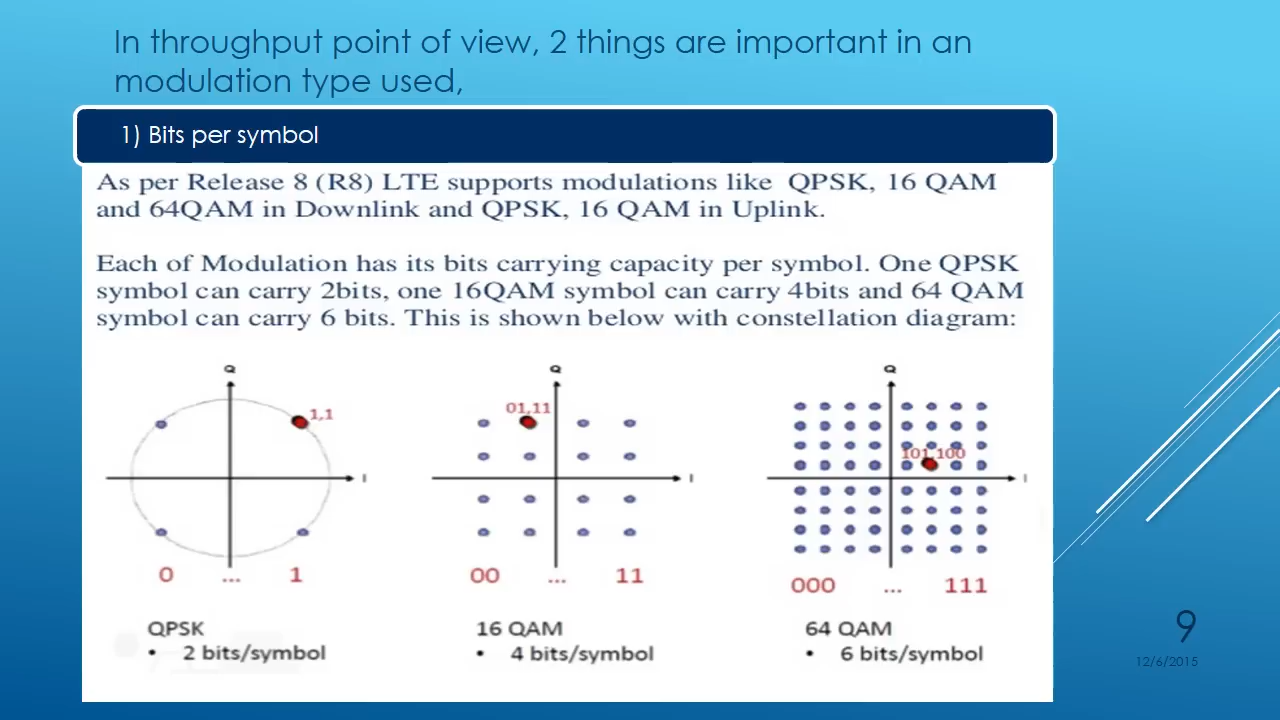 In throughput point of view, 2 things are important in an
modulation type used,
1) Bits per symbol
As per Release 8 (R8) LTE supports modulations like QPSK, 16 QAM
and 64QAM in Downlink and QPSK, 16 QAM in Uplink.
Each of Modulation has its bits carrying capacity per symbol. One QPSK
symbol can carry 2bits, one 16QAM symbol can carry 4bits and 64 QAM
symbol can carry 6 bits. This is shown below with constellation diagram:
Q
1,1
I
0 ... 1
QPSK
• 2 bits/symbol
Q
01,11
I
00 ... 11
16 QAM
• 4 bits/symbol
Q
101,100
I
000 ... 111
64 QAM
• 6 bits/symbol
9
12/6/2015